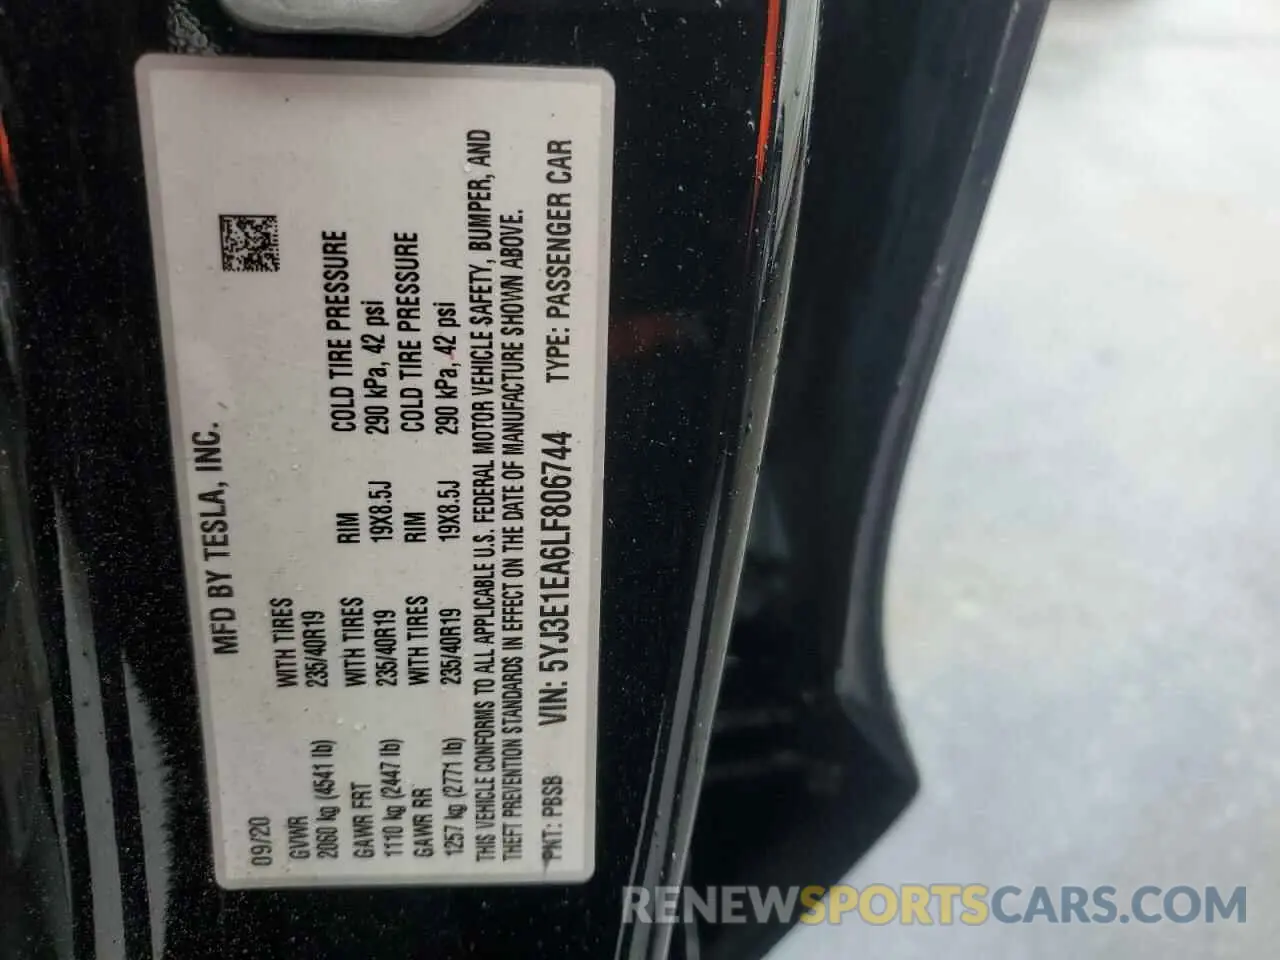 MFD BY TESLA, INC.
09/20
GVWR WITH TIRES RIM COLD TIRE PRESSURE
2060 kg (4541 lb) 235/40R19
GAWR FRT WITH TIRES RIM COLD TIRE PRESSURE
1110 kg (2447 lb) 235/40R19 19X8.5J 290 kPa, 42 psi
GAWR RR WITH TIRES RIM COLD TIRE PRESSURE
1257 kg (2771 lb) 235/40R19 19X8.5J 290 kPa, 42 psi
THIS VEHICLE CONFORMS TO ALL APPLICABLE U.S. FEDERAL MOTOR VEHICLE SAFETY, BUMPER, AND
THEFT PREVENTION STANDARDS IN EFFECT ON THE DATE OF MANUFACTURE SHOWN ABOVE.
PNT: PBSB VIN: 5YJ3E1EA6LF806744 TYPE: PASSENGER CAR
RENEWSPORTSCARS.COM